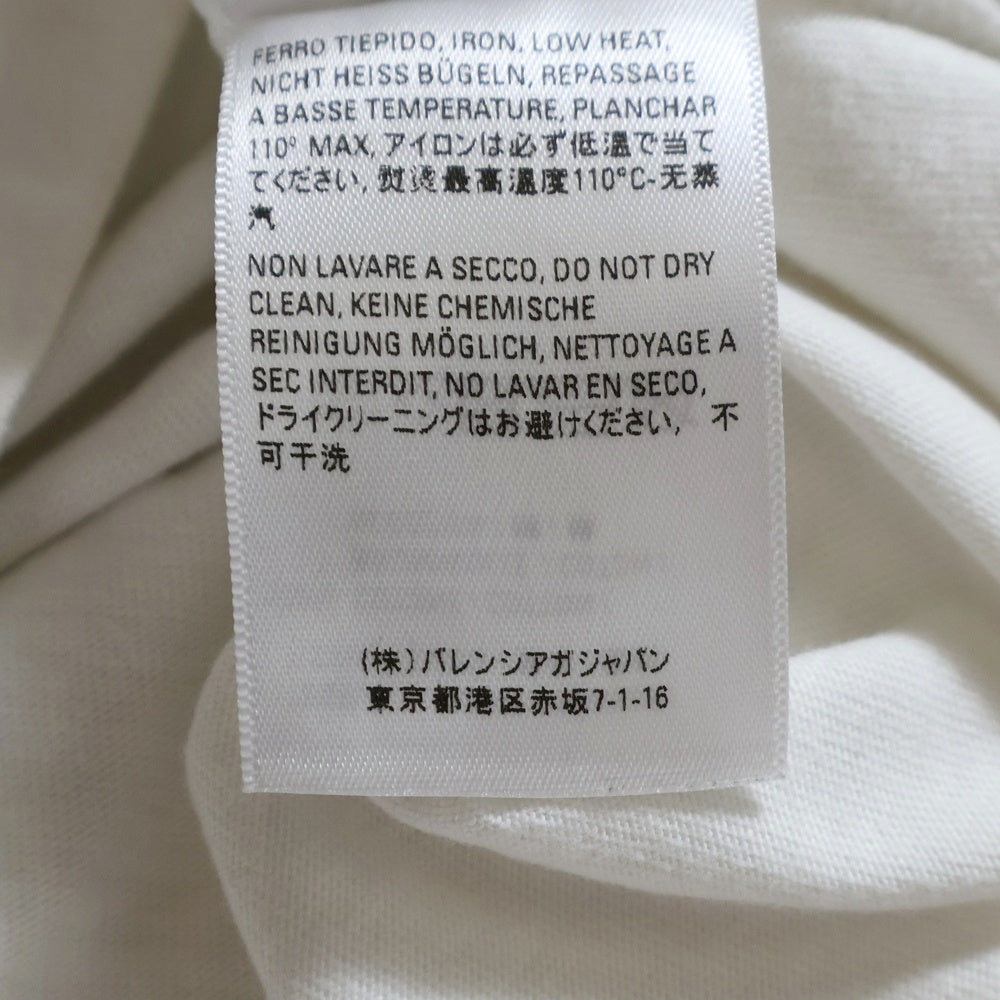 FERRO TIEPIDO, IRON, LOW HEAT,
NICHT HEISS BÜGELN, REPASSAGE
A BASSE TEMPERATURE, PLANCHAR
110° MAX, アイロンは必ず低温で当て
てください, 熨烫最高温度110°C-无蒸
汽
NON LAVARE A SECCO, DO NOT DRY
CLEAN, KEINE CHEMISCHE
REINIGUNG MÖGLICH, NETTOYAGE A
SEC INTERDIT, NO LAVAR EN SECO,
ドライクリーニングはお避けください, 不
可干洗
(株)バレンシアガジャパン
東京都港区赤坂7-1-16